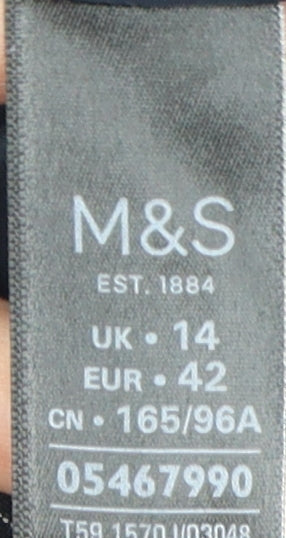 M&S
EST. 1884
UK • 14
EUR • 42
CN • 165/96A
05467990
T59 1570 I/03048